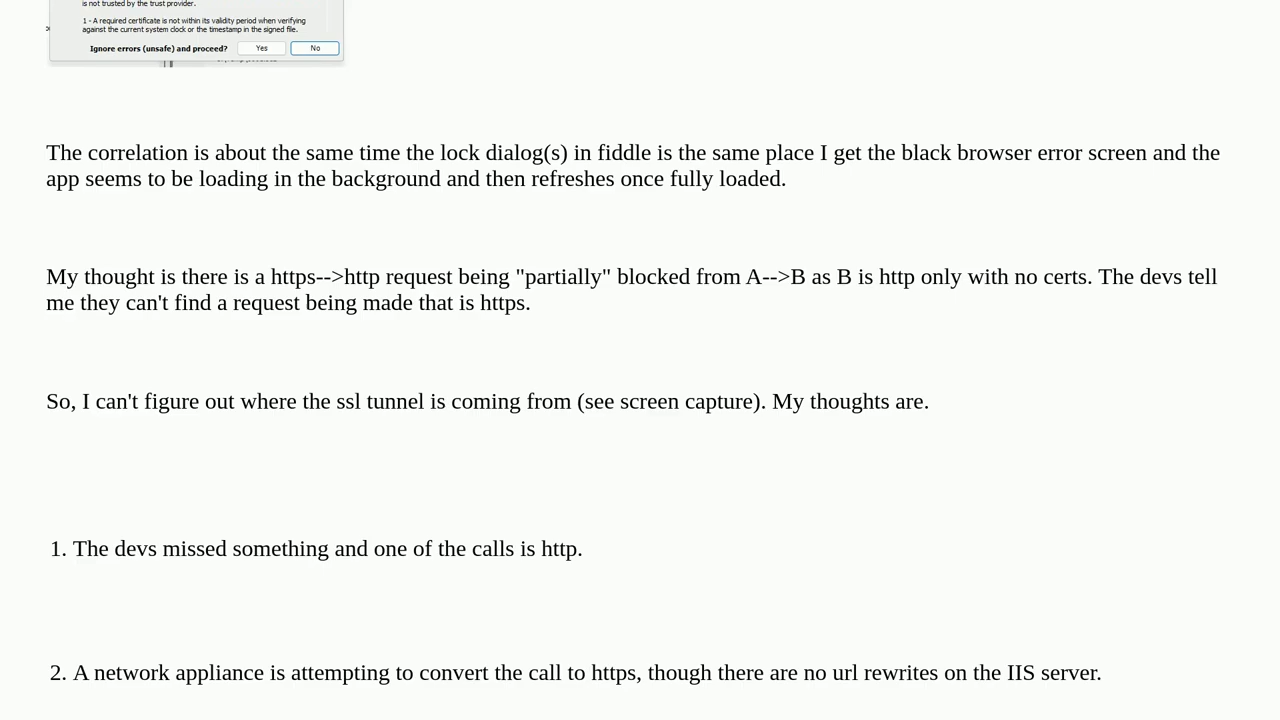 is not trusted by the trust provider.
1 - A required certificate is not within its validity period when verifying
against the current system clock or the timestamp in the signed file.
Ignore errors (unsafe) and proceed? Yes No
The correlation is about the same time the lock dialog(s) in fiddle is the same place I get the black browser error screen and the
app seems to be loading in the background and then refreshes once fully loaded.
My thought is there is a https-->http request being "partially" blocked from A-->B as B is http only with no certs. The devs tell
me they can't find a request being made that is https.
So, I can't figure out where the ssl tunnel is coming from (see screen capture). My thoughts are.
1. The devs missed something and one of the calls is http.
2. A network appliance is attempting to convert the call to https, though there are no url rewrites on the IIS server.